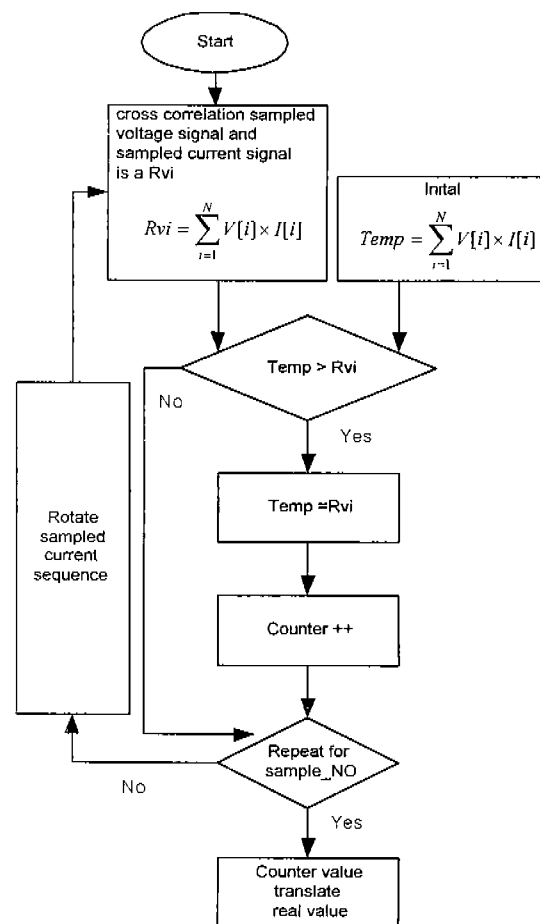 Start
cross correlation sampled
voltage signal and
sampled current signal
is a Rvi
Rvi = \sum_{i=1}^{N} V[i] × I[i]
Inital
Temp = \sum_{i=1}^{N} V[i] × I[i]
Temp > Rvi
No
Yes
Temp =Rvi
Rotate
sampled
current
sequence
Counter ++
Repeat for
sample_NO
No
Yes
Counter value
translate
real value